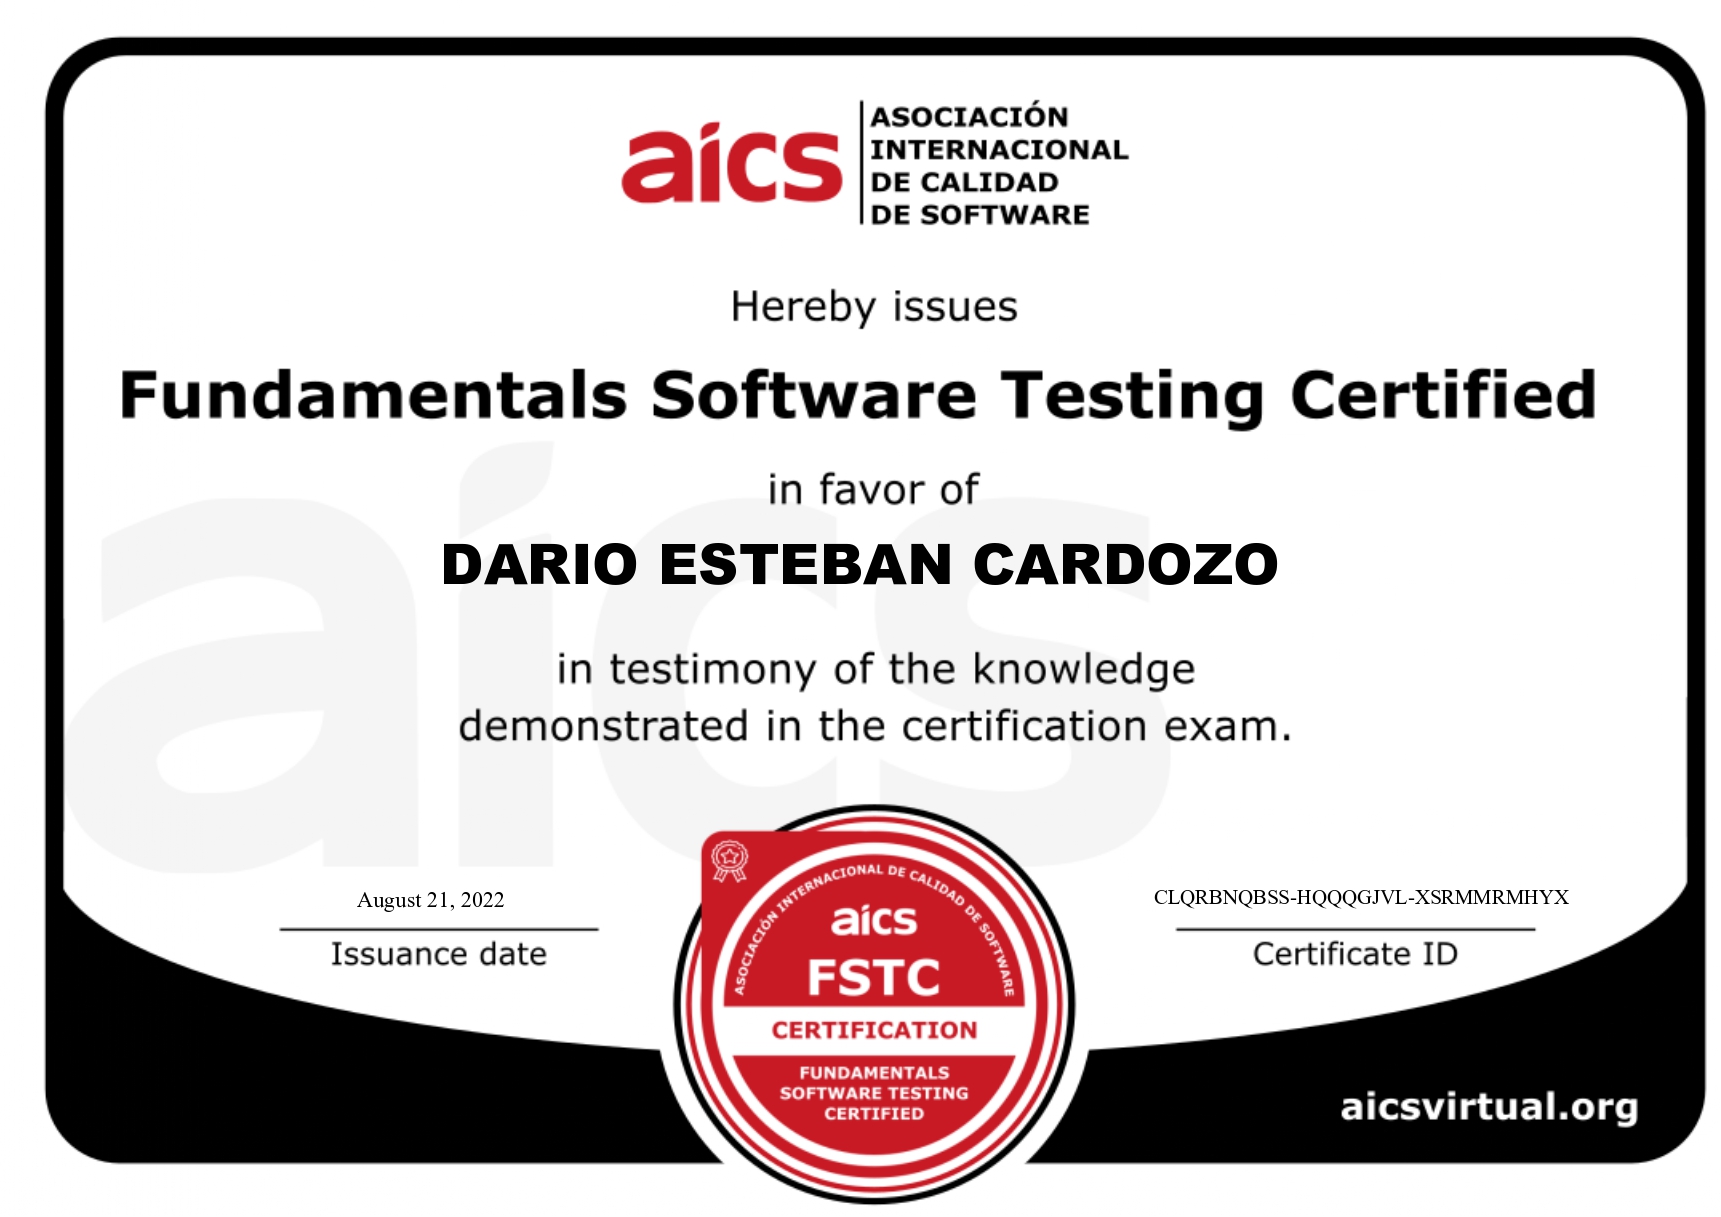 aics
ASOCIACIÓN
INTERNACIONAL
DE CALIDAD
DE SOFTWARE
Hereby issues
Fundamentals Software Testing Certified
in favor of
DARIO ESTEBAN CARDOZO
in testimony of the knowledge
demonstrated in the certification exam.
August 21, 2022
Issuance date
ASOCIACIÓN INTERNACIONAL DE CALIDAD DE SOFTWARE
aics
FSTC
CERTIFICATION
FUNDAMENTALS
SOFTWARE TESTING
CERTIFIED
CLQRBNQBSS-HQQQGJVL-XSRMMRMHYX
Certificate ID
aicsvirtual.org
aics